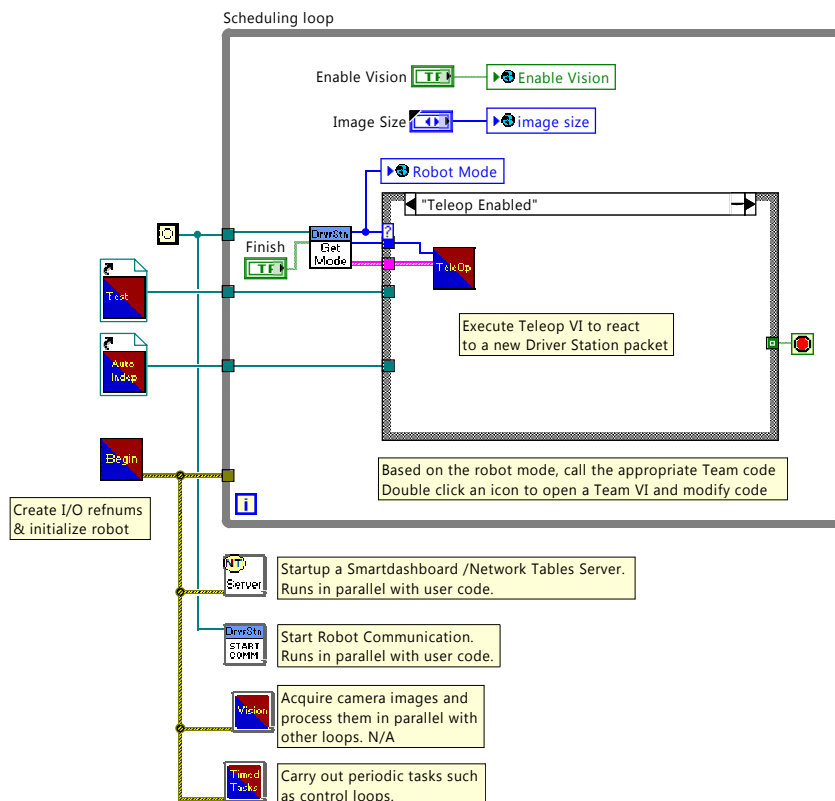 Scheduling loop
Enable Vision
TF
Enable Vision
Image Size
image size
Robot Mode
"Teleop Enabled"
?
DrvrStn
Get
Mode
Finish
TF
TeleOp
Test
Execute Teleop VI to react
to a new Driver Station packet
Auto
Indep
Begin
Based on the robot mode, call the appropriate Team code
Double click an icon to open a Team VI and modify code
i
Create I/O refnums
& initialize robot
NT
Server
Startup a Smartdashboard /Network Tables Server.
Runs in parallel with user code.
DrvrStn
START
COMM
Start Robot Communication.
Runs in parallel with user code.
Vision
Acquire camera images and
process them in parallel with
other loops. N/A
Timed
Tasks
Carry out periodic tasks such
as control loops.